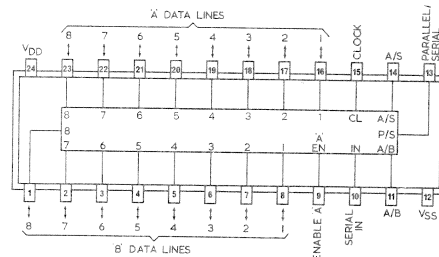 'A' DATA LINES
8 7 6 5 4 3 2 1 CLOCK A/S PARALLEL/ SERIAL
VDD
24 23 22 21 20 19 18 17 16 15 14 13
8 7 6 5 4 3 2 1 CL A/S
8 P/S
'A'
7 6 5 4 3 2 1 EN IN A/B
1 2 3 4 5 6 7 8 9 10 11 12
8 7 6 5 4 3 2 1 ENABLE 'A' SERIAL IN A/B VSS
8' DATA LINES